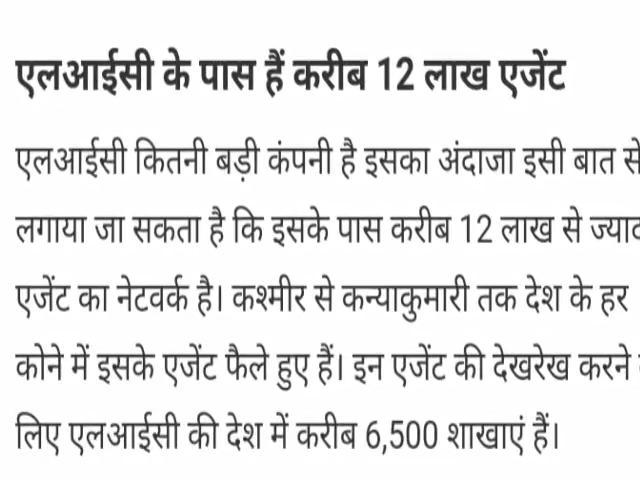 एलआईसी के पास हैं करीब 12 लाख एजेंट
एलआईसी कितनी बड़ी कंपनी है इसका अंदाजा इसी बात से
लगाया जा सकता है कि इसके पास करीब 12 लाख से
एजेंट का नेटवर्क है। कश्मीर से कन्याकुमारी तक देश के हर
कोने में इसके एजेंट फैले हुए हैं। इन एजेंट की देखरेख करने
लिए एलआईसी की देश में करीब 6,500 शाखाएं हैं।